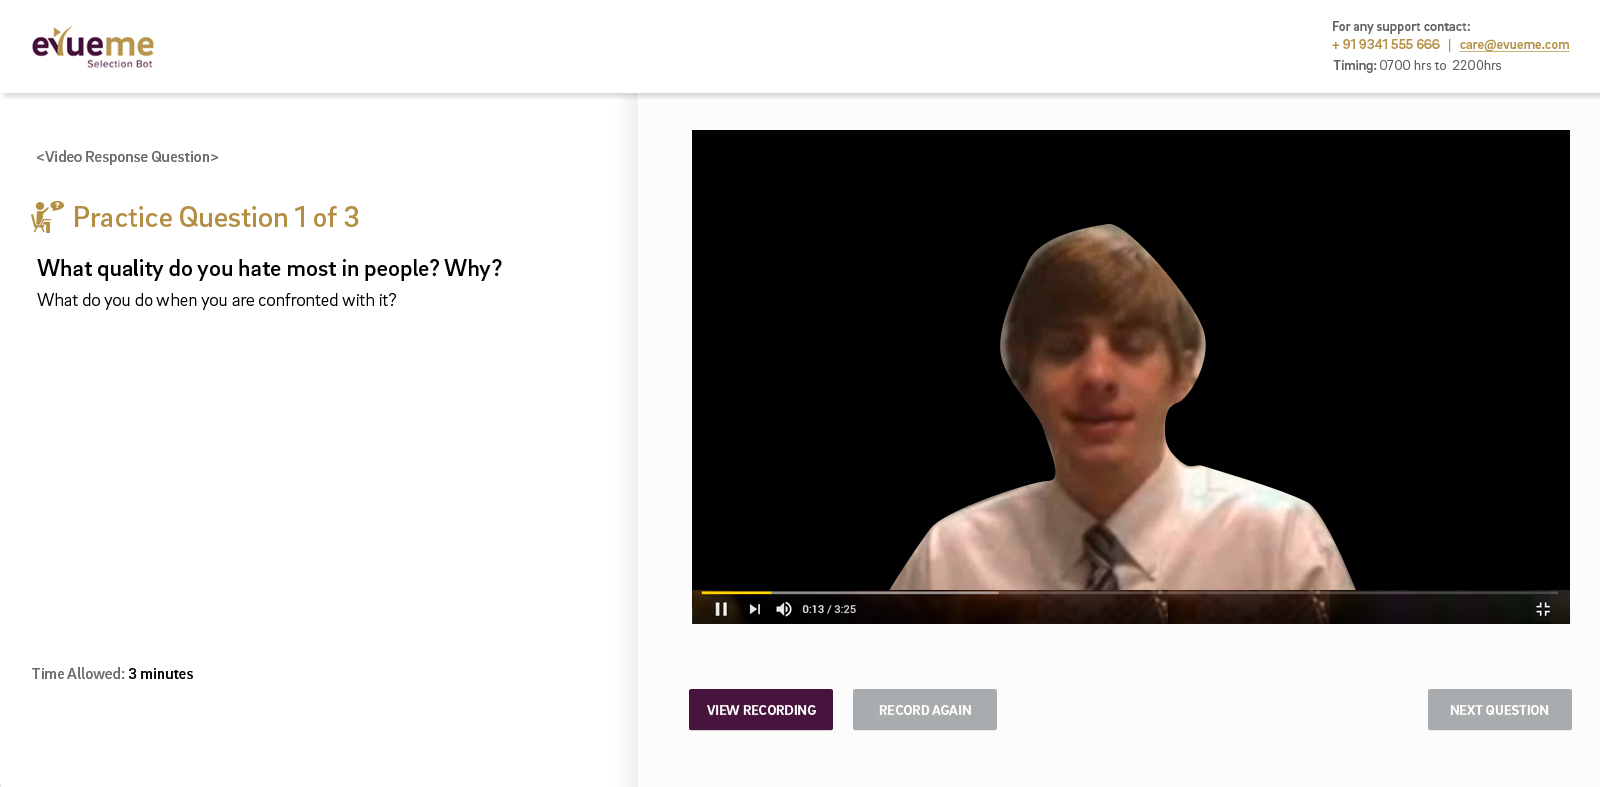 evueme
Selection Bot
For any support contact:
+ 91 9341 555 666 | care@evueme.com
Timing: 0700 hrs to 2200hrs
<Video Response Question>
?
Practice Question 1 of 3
What quality do you hate most in people? Why?
What do you do when you are confronted with it?
Time Allowed: 3 minutes
0:13 / 3:25
VIEW RECORDING
RECORD AGAIN
NEXT QUESTION